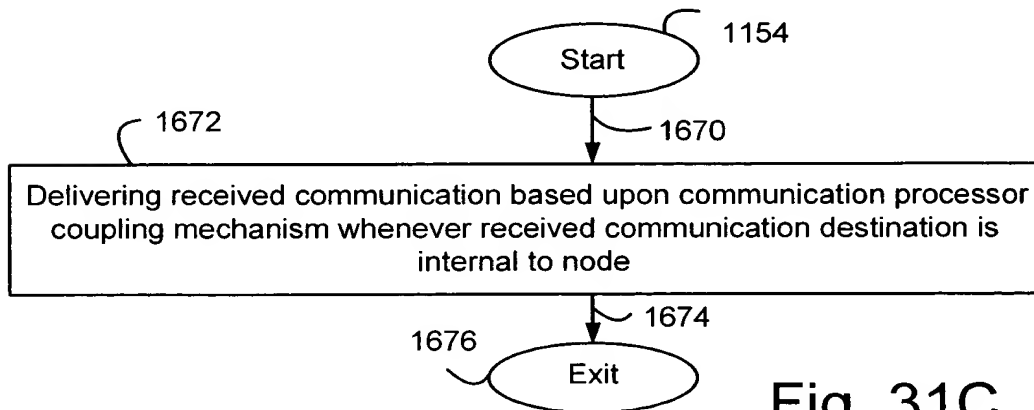 1154
Start
1670
1672
Delivering received communication based upon communication processor
coupling mechanism whenever received communication destination is
internal to node
1674
1676
Exit
Fig. 31C